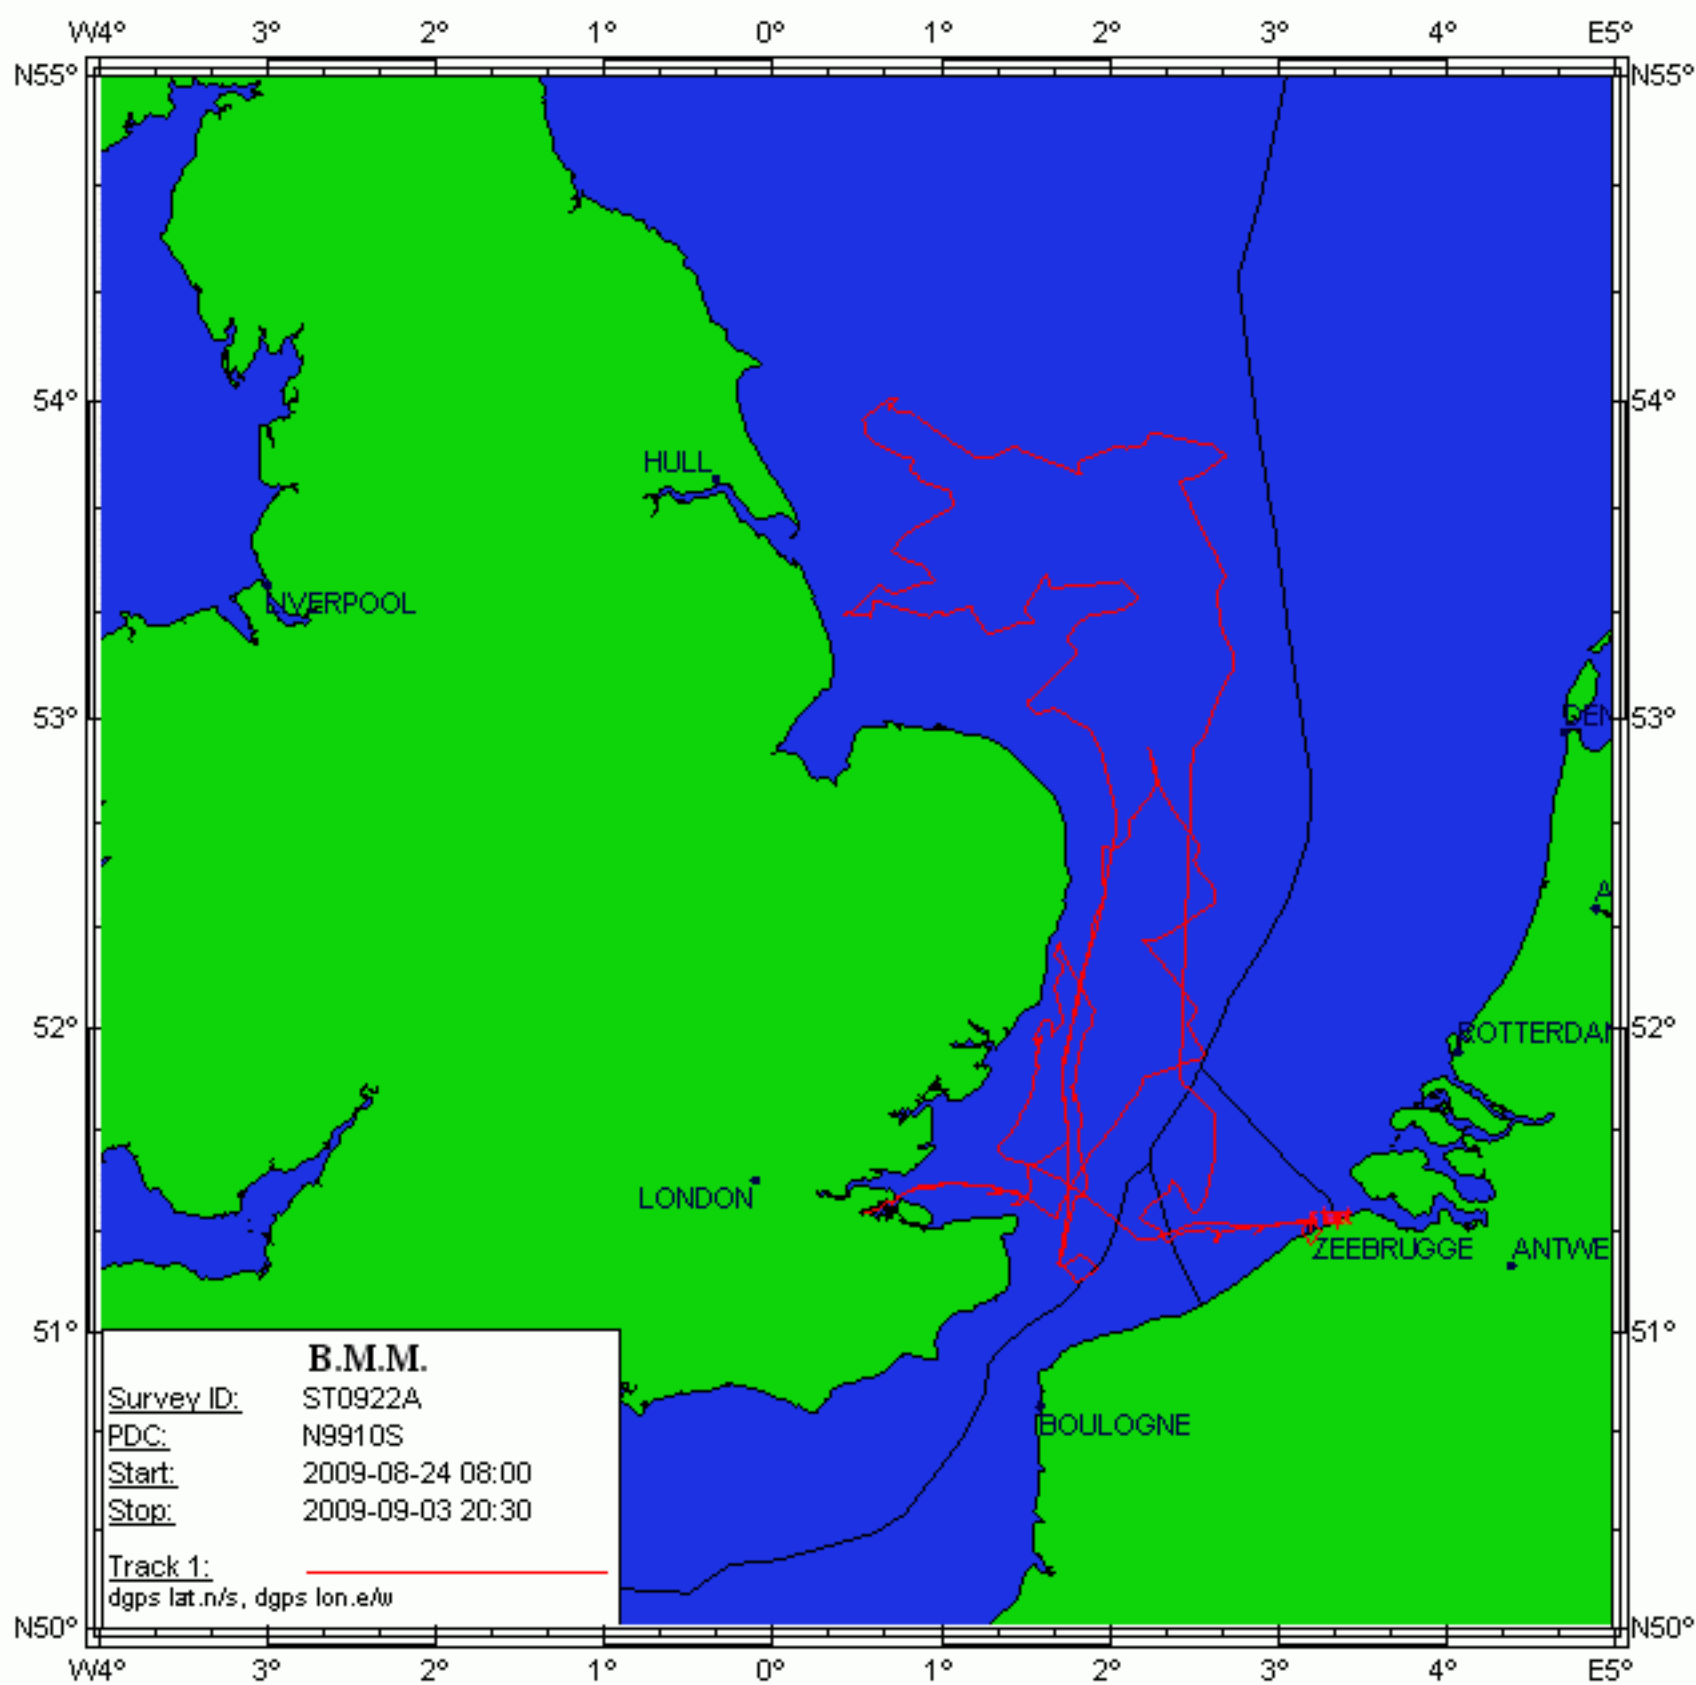 W4° 3° 2° 1° 0° 1° 2° 3° 4° E5°
N55° N55°
54° 54°
HULL
LIVERPOOL
53° DEN 53°
A
52° ROTTERDAM 52°
LONDON
ZEEBRUGGE ANTWE
51° 51°
B.M.M.
Survey ID: ST0922A
BOULOGNE
PDC: N9910S
Start: 2009-08-24 08:00
Stop: 2009-09-03 20:30
Track 1:
dgps lat.n/s, dgps lon.e/w
N50° N50°
W4° 3° 2° 1° 0° 1° 2° 3° 4° E5°